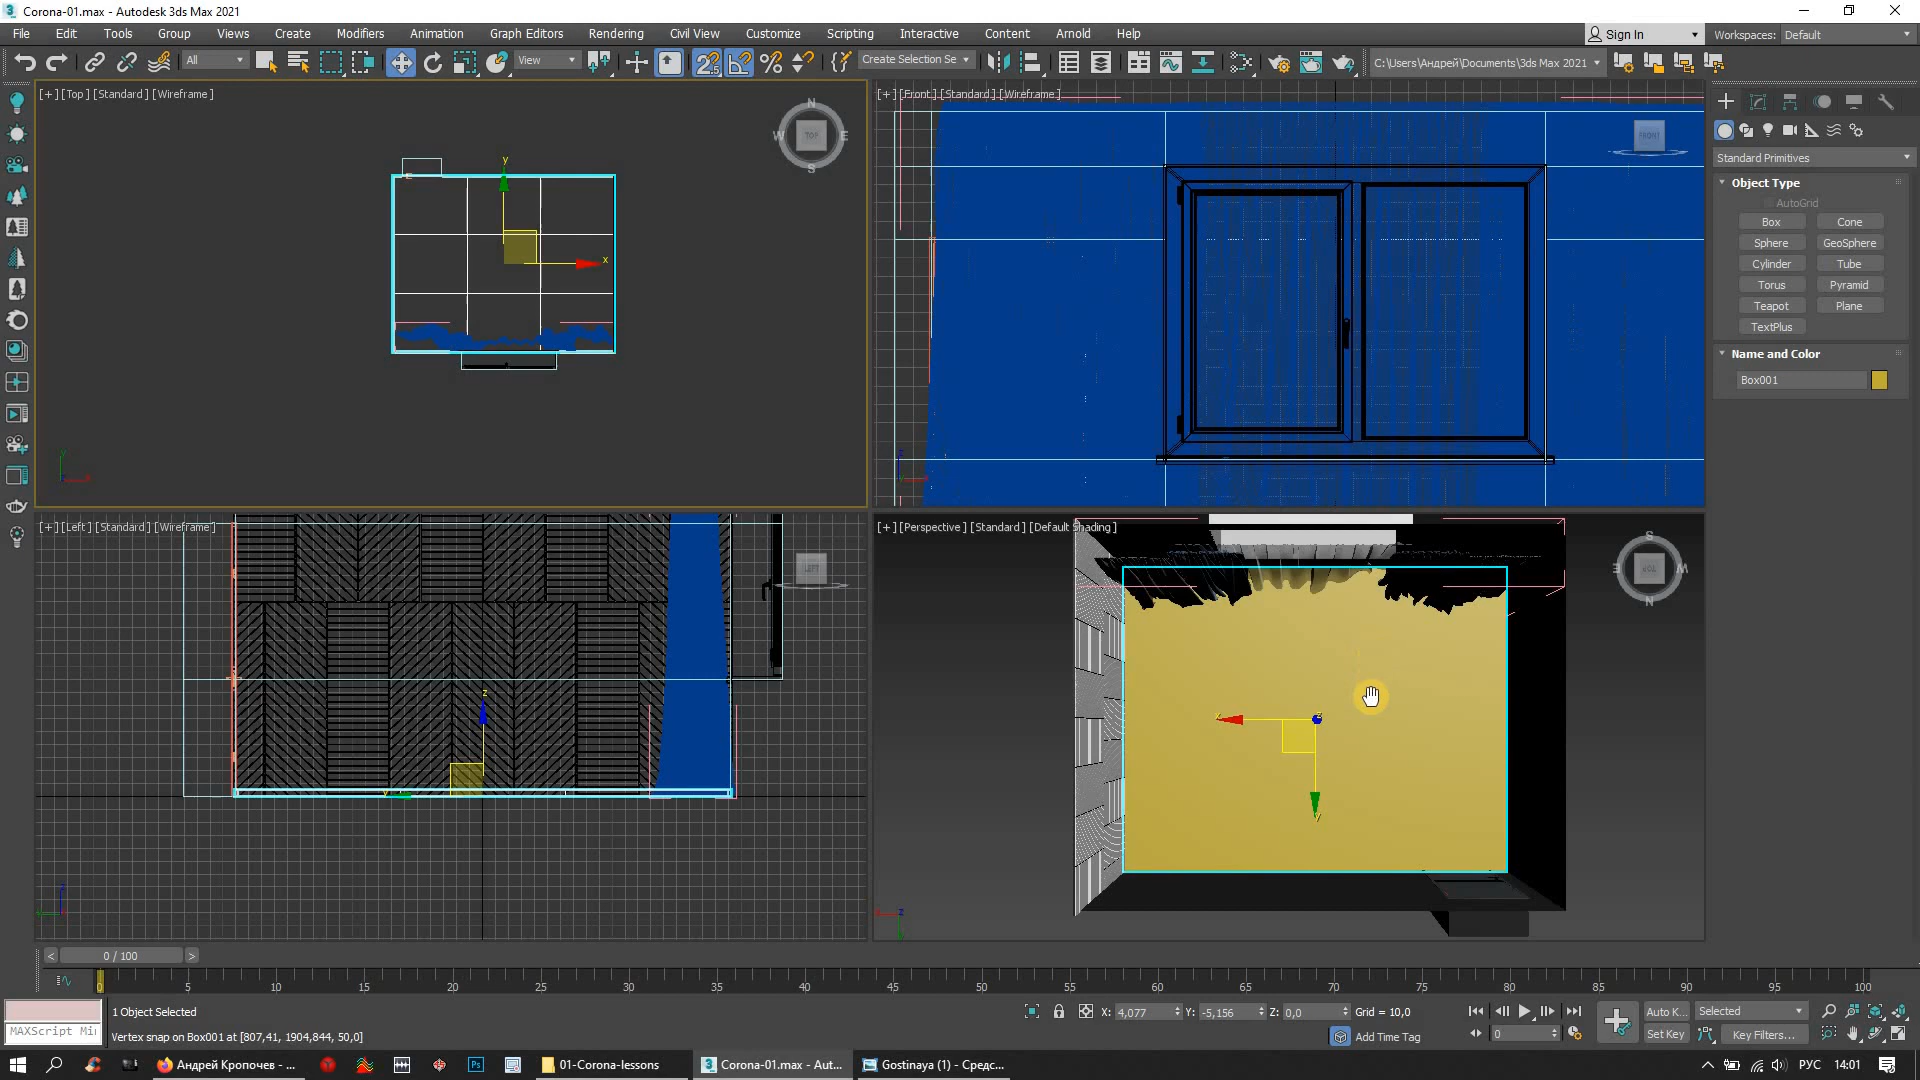 Corona-01.max - Autodesk 3ds Max 2021
File Edit Tools Group Views Create Modifiers Animation Graph Editors Rendering Civil View Customize Scripting Interactive Content Arnold Help
Sign In Workspaces: Default
All View Create Selection Se C:\Users\Андрей\Documents\3ds Max 2021
[+] [Top] [Standard] [Wireframe]
[+] [Front] [Standard] [Wireframe]
Standard Primitives
Object Type
AutoGrid
Box Cone
Sphere GeoSphere
Cylinder Tube
Torus Pyramid
Teapot Plane
TextPlus
Name and Color
Box001
N
W TOP E
S
FRONT
y
x
[+] [Left] [Standard] [Wireframe]
LEFT
z
[+] [Perspective] [Standard] [Default Shading]
S
E TOP W
N
0 / 100
0 5 10 15 20 25 30 35 40 45 50 55 60 65 70 75 80 85 90 95 100
1 Object Selected
X: 4,077 Y: -5,156 Z: 0,0 Grid = 10,0
Auto K... Selected
MAXScript Mi
Vertex snap on Box001 at [807,41, 1904,844, 50,0]
Add Time Tag
0
Set Key Key Filters...
Андрей Кропочев - ...
01-Corona-lessons
Corona-01.max - Aut...
Gostinaya (1) - Средс...
РУС 14:01